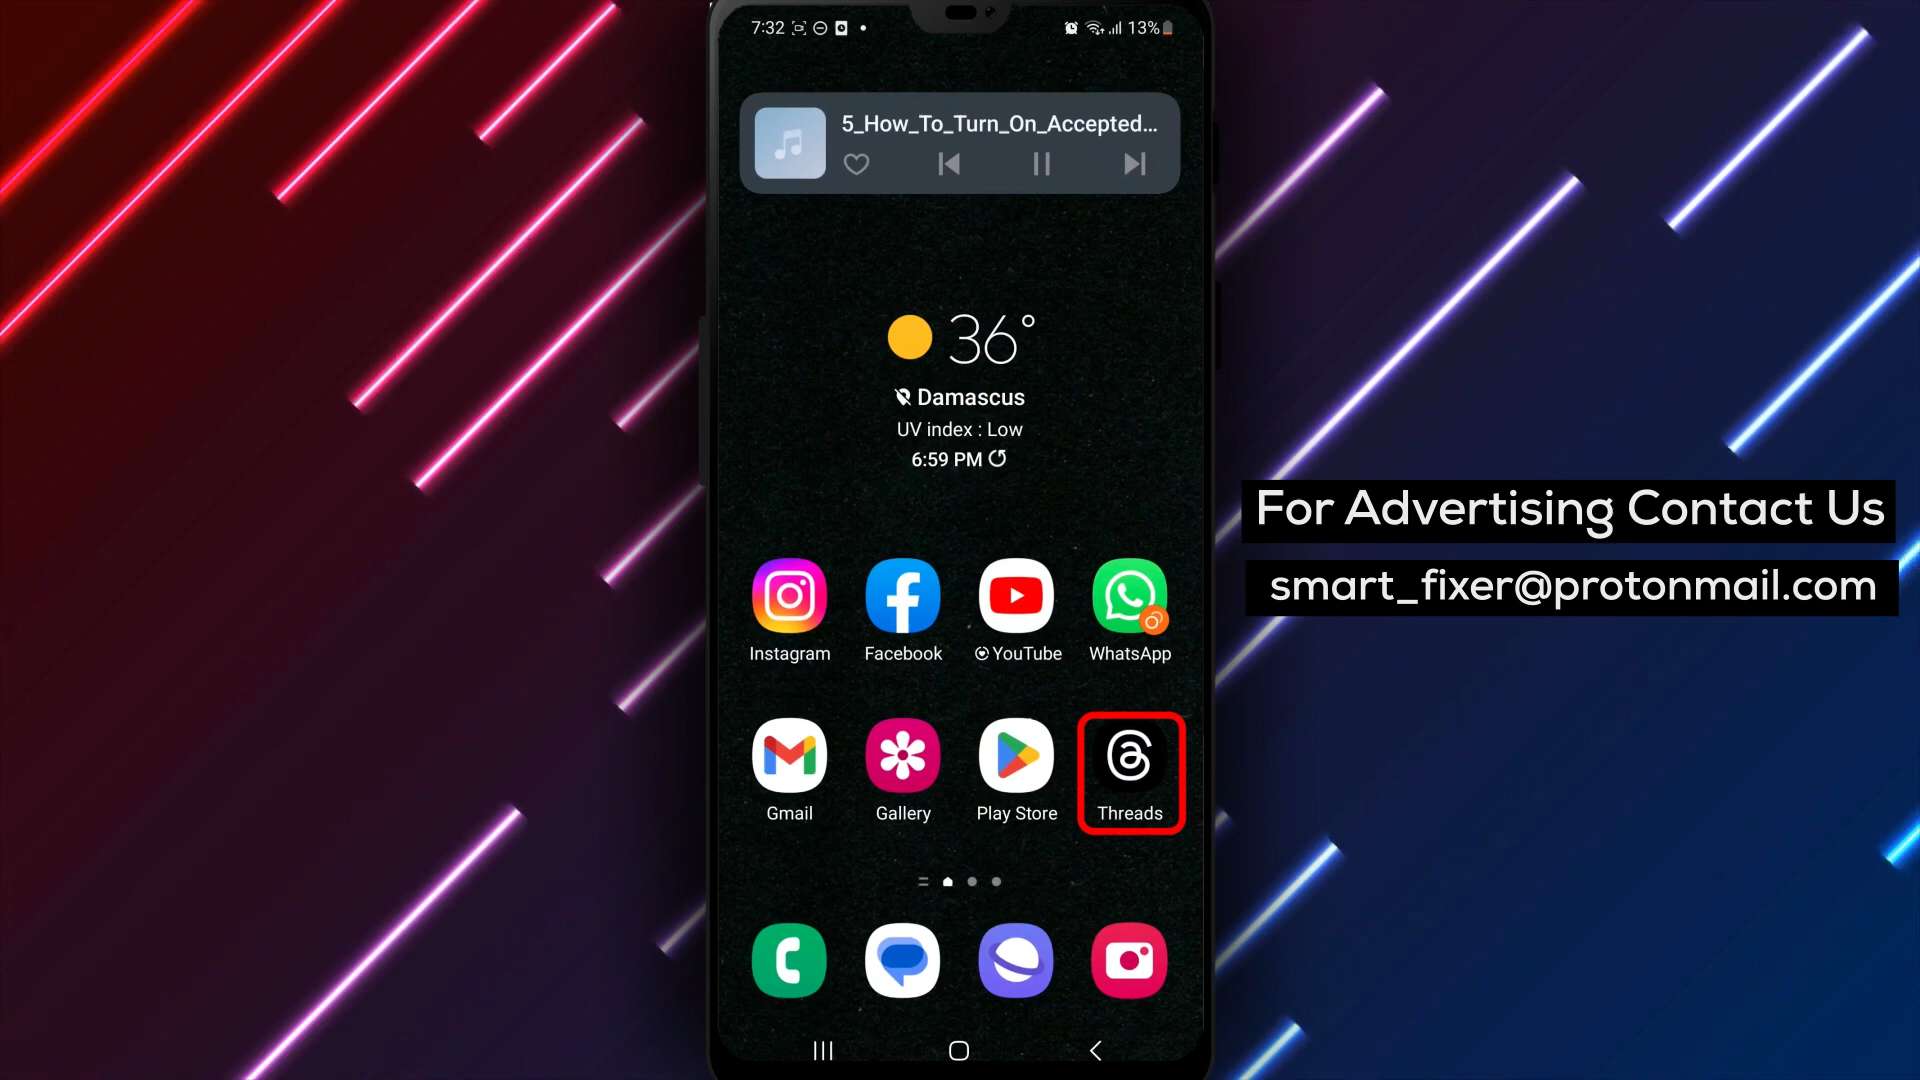 7:32
13%
5_How_To_Turn_On_Accepted...
36°
Damascus
UV index : Low
6:59 PM
For Advertising Contact Us
smart_fixer@protonmail.com
Instagram
Facebook
YouTube
WhatsApp
Gmail
Gallery
Play Store
Threads